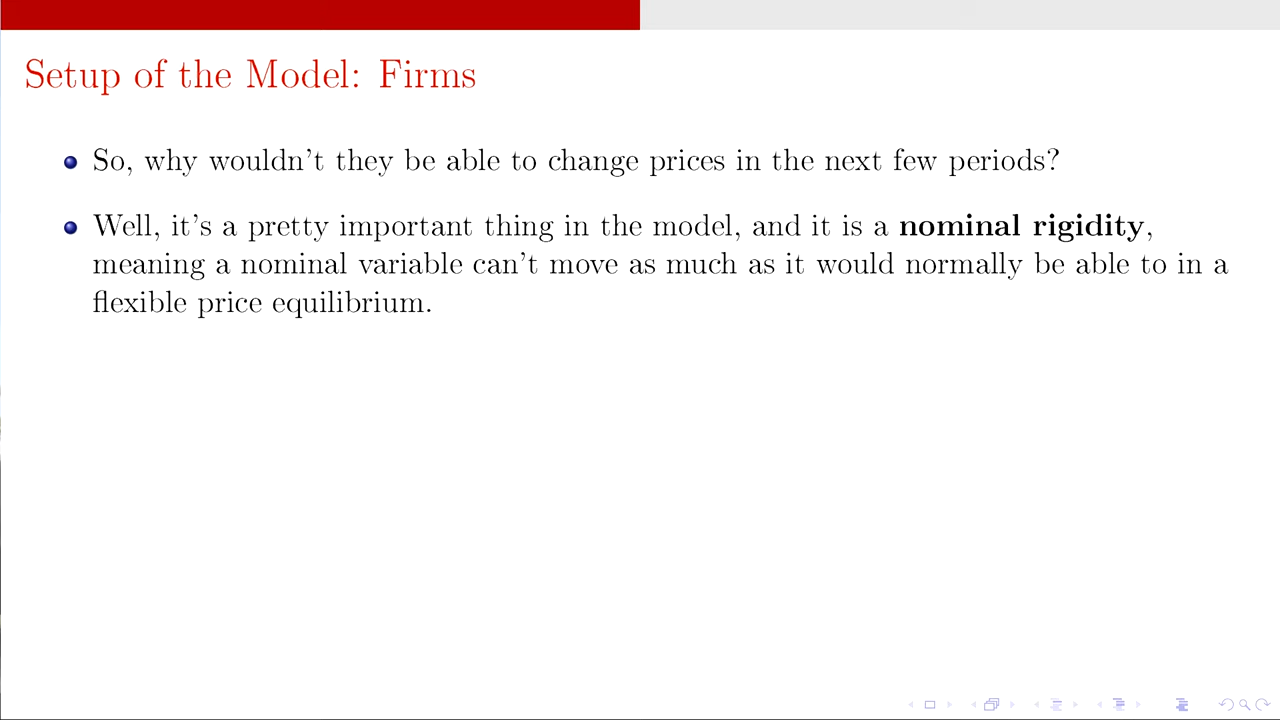 Setup of the Model: Firms
So, why wouldn't they be able to change prices in the next few periods?
Well, it's a pretty important thing in the model, and it is a nominal rigidity,
meaning a nominal variable can't move as much as it would normally be able to in a
flexible price equilibrium.